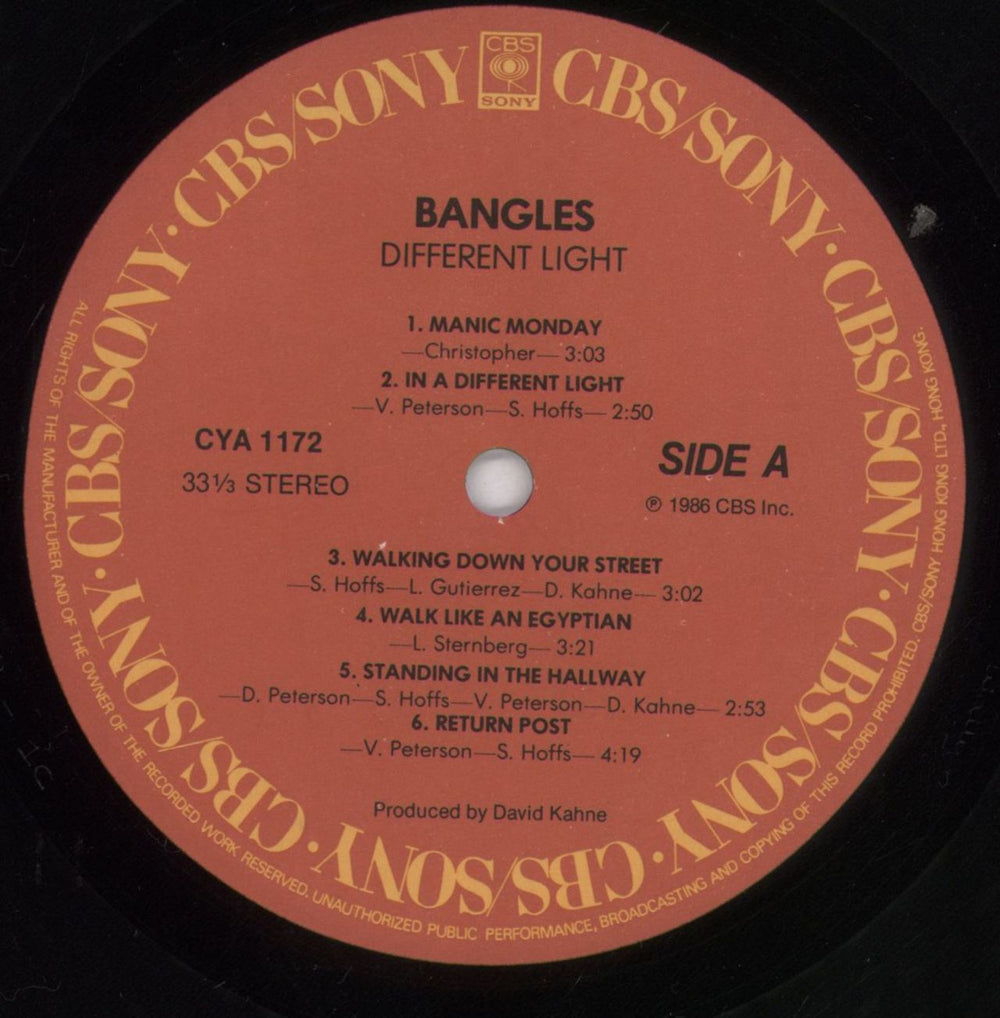 CBS
SONY
CBS/SONY · CBS/SONY · CBS/SONY · CBS/SONY · CBS/SONY · CBS/SONY · CBS/SONY · CBS/SONY
BANGLES
DIFFERENT LIGHT
1. MANIC MONDAY
—Christopher— 3:03
2. IN A DIFFERENT LIGHT
—V. Peterson—S. Hoffs— 2:50
CYA 1172
33⅓ STEREO
SIDE A
℗ 1986 CBS Inc.
3. WALKING DOWN YOUR STREET
—S. Hoffs—L. Gutierrez—D. Kahne— 3:02
4. WALK LIKE AN EGYPTIAN
—L. Sternberg— 3:21
5. STANDING IN THE HALLWAY
—D. Peterson—S. Hoffs—V. Peterson—D. Kahne— 2:53
6. RETURN POST
—V. Peterson—S. Hoffs— 4:19
Produced by David Kahne
ALL RIGHTS OF THE MANUFACTURER AND OF THE OWNER OF THE RECORDED WORK RESERVED. UNAUTHORIZED PUBLIC PERFORMANCE, BROADCASTING AND COPYING OF THIS RECORD PROHIBITED. CBS/SONY HONG KONG LTD., HONG KONG.